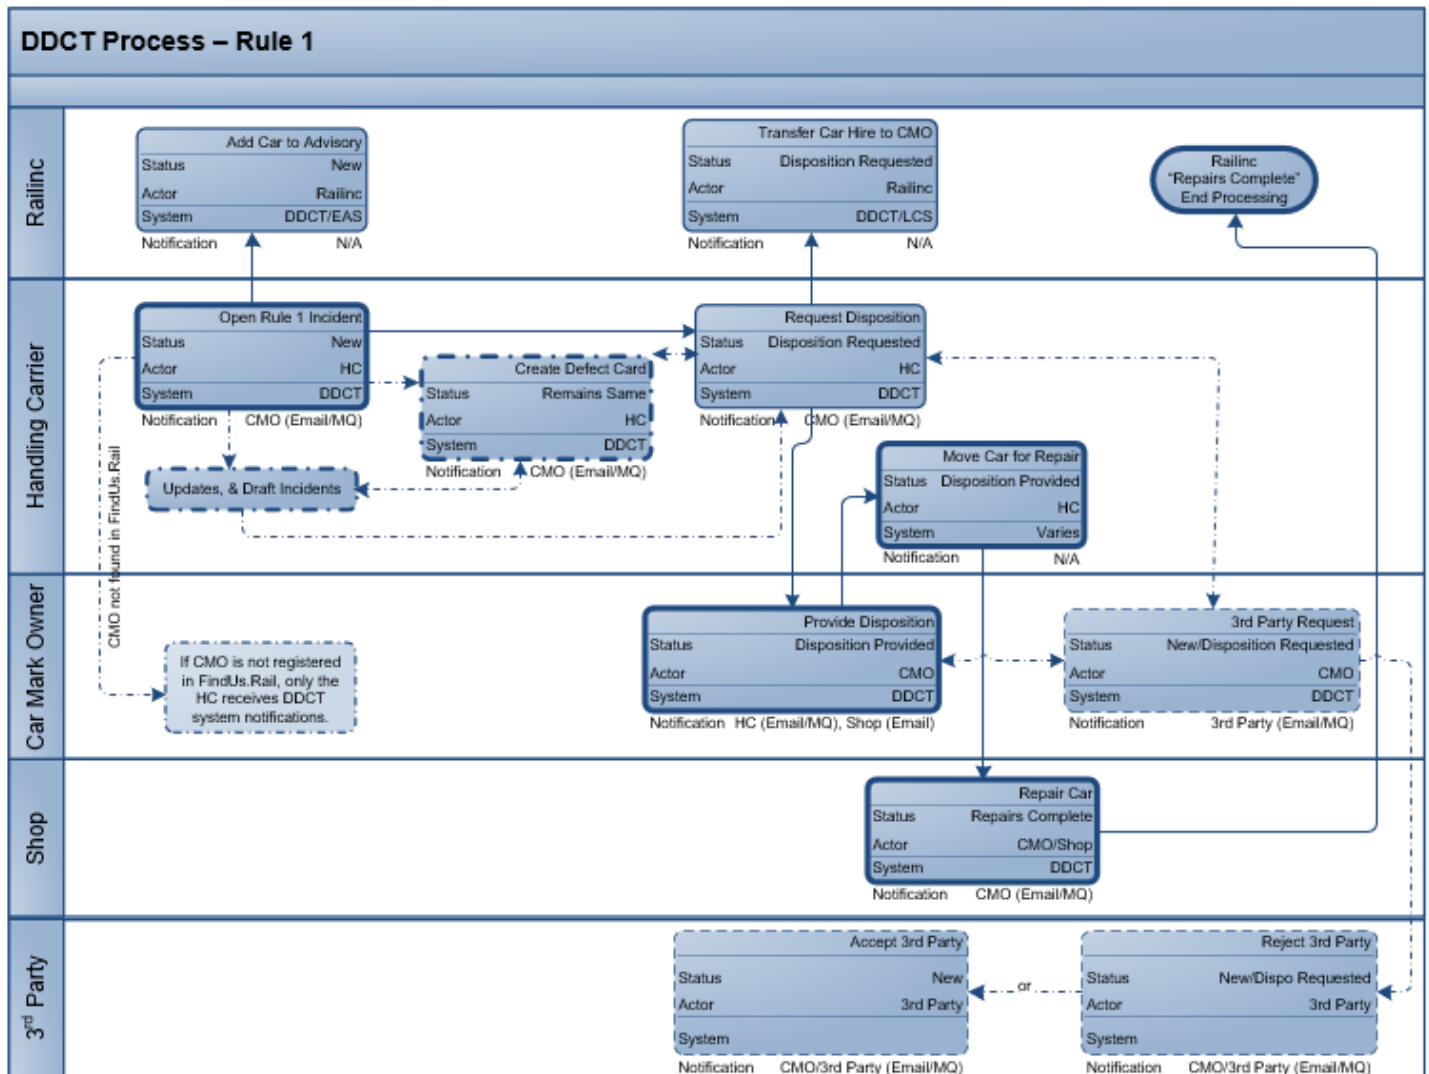 DDCT Process – Rule 1
Railinc
Add Car to Advisory
Status New
Actor Railinc
System DDCT/EAS
Notification N/A
Transfer Car Hire to CMO
Status Disposition Requested
Actor Railinc
System DDCT/LCS
Notification N/A
Railinc
“Repairs Complete”
End Processing
Handling Carrier
Open Rule 1 Incident
Status New
Actor HC
System DDCT
Notification CMO (Email/MQ)
Create Defect Card
Status Remains Same
Actor HC
System DDCT
Notification CMO (Email/MQ)
Request Disposition
Status Disposition Requested
Actor HC
System DDCT
Notification CMO (Email/MQ)
Updates, & Draft Incidents
Move Car for Repair
Status Disposition Provided
Actor HC
System Varies
Notification N/A
CMO not found in FindUs.Rail
Car Mark Owner
If CMO is not registered
in FindUs.Rail, only the
HC receives DDCT
system notifications.
Provide Disposition
Status Disposition Provided
Actor CMO
System DDCT
Notification HC (Email/MQ), Shop (Email)
3rd Party Request
Status New/Disposition Requested
Actor CMO
System DDCT
Notification 3rd Party (Email/MQ)
Shop
Repair Car
Status Repairs Complete
Actor CMO/Shop
System DDCT
Notification CMO (Email/MQ)
3rd Party
Accept 3rd Party
Status New
Actor 3rd Party
System
Notification CMO/3rd Party (Email/MQ)
or
Reject 3rd Party
Status New/Dispo Requested
Actor 3rd Party
System
Notification CMO/3rd Party (Email/MQ)